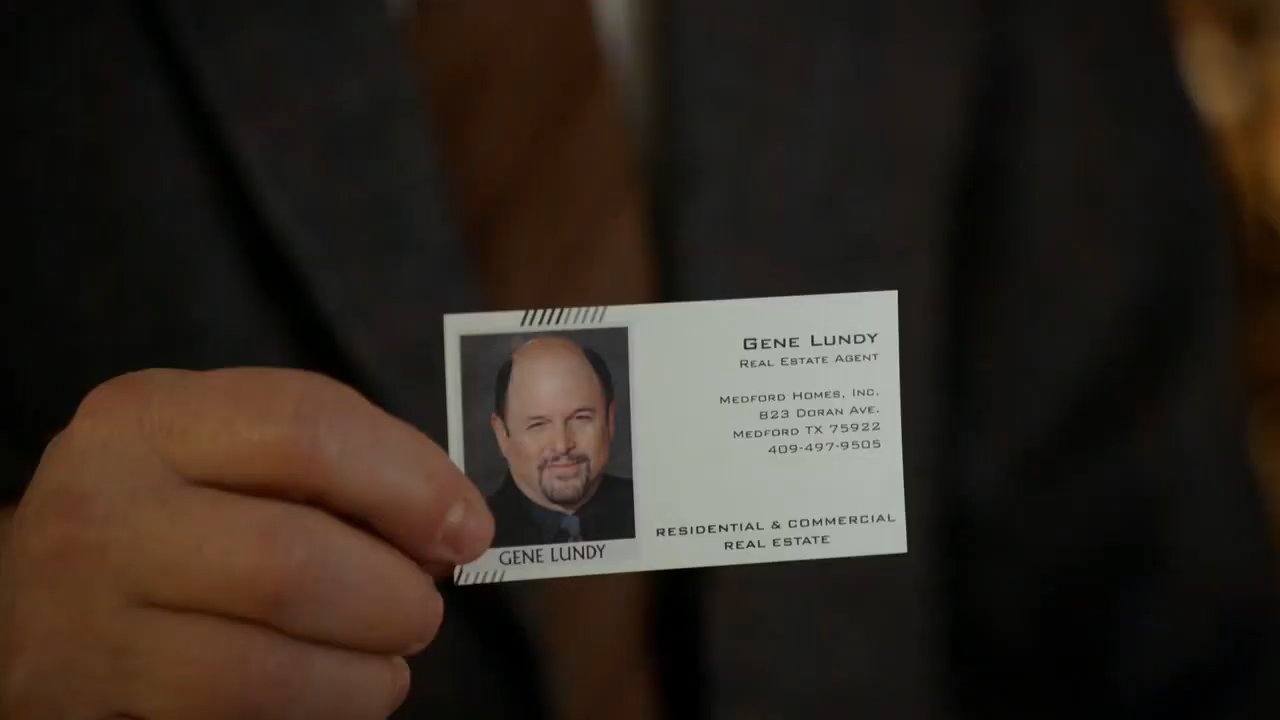 GENE LUNDY
REAL ESTATE AGENT
MEDFORD HOMES, INC.
823 DORAN AVE.
MEDFORD TX 75922
409-497-9505
RESIDENTIAL & COMMERCIAL
REAL ESTATE
GENE LUNDY